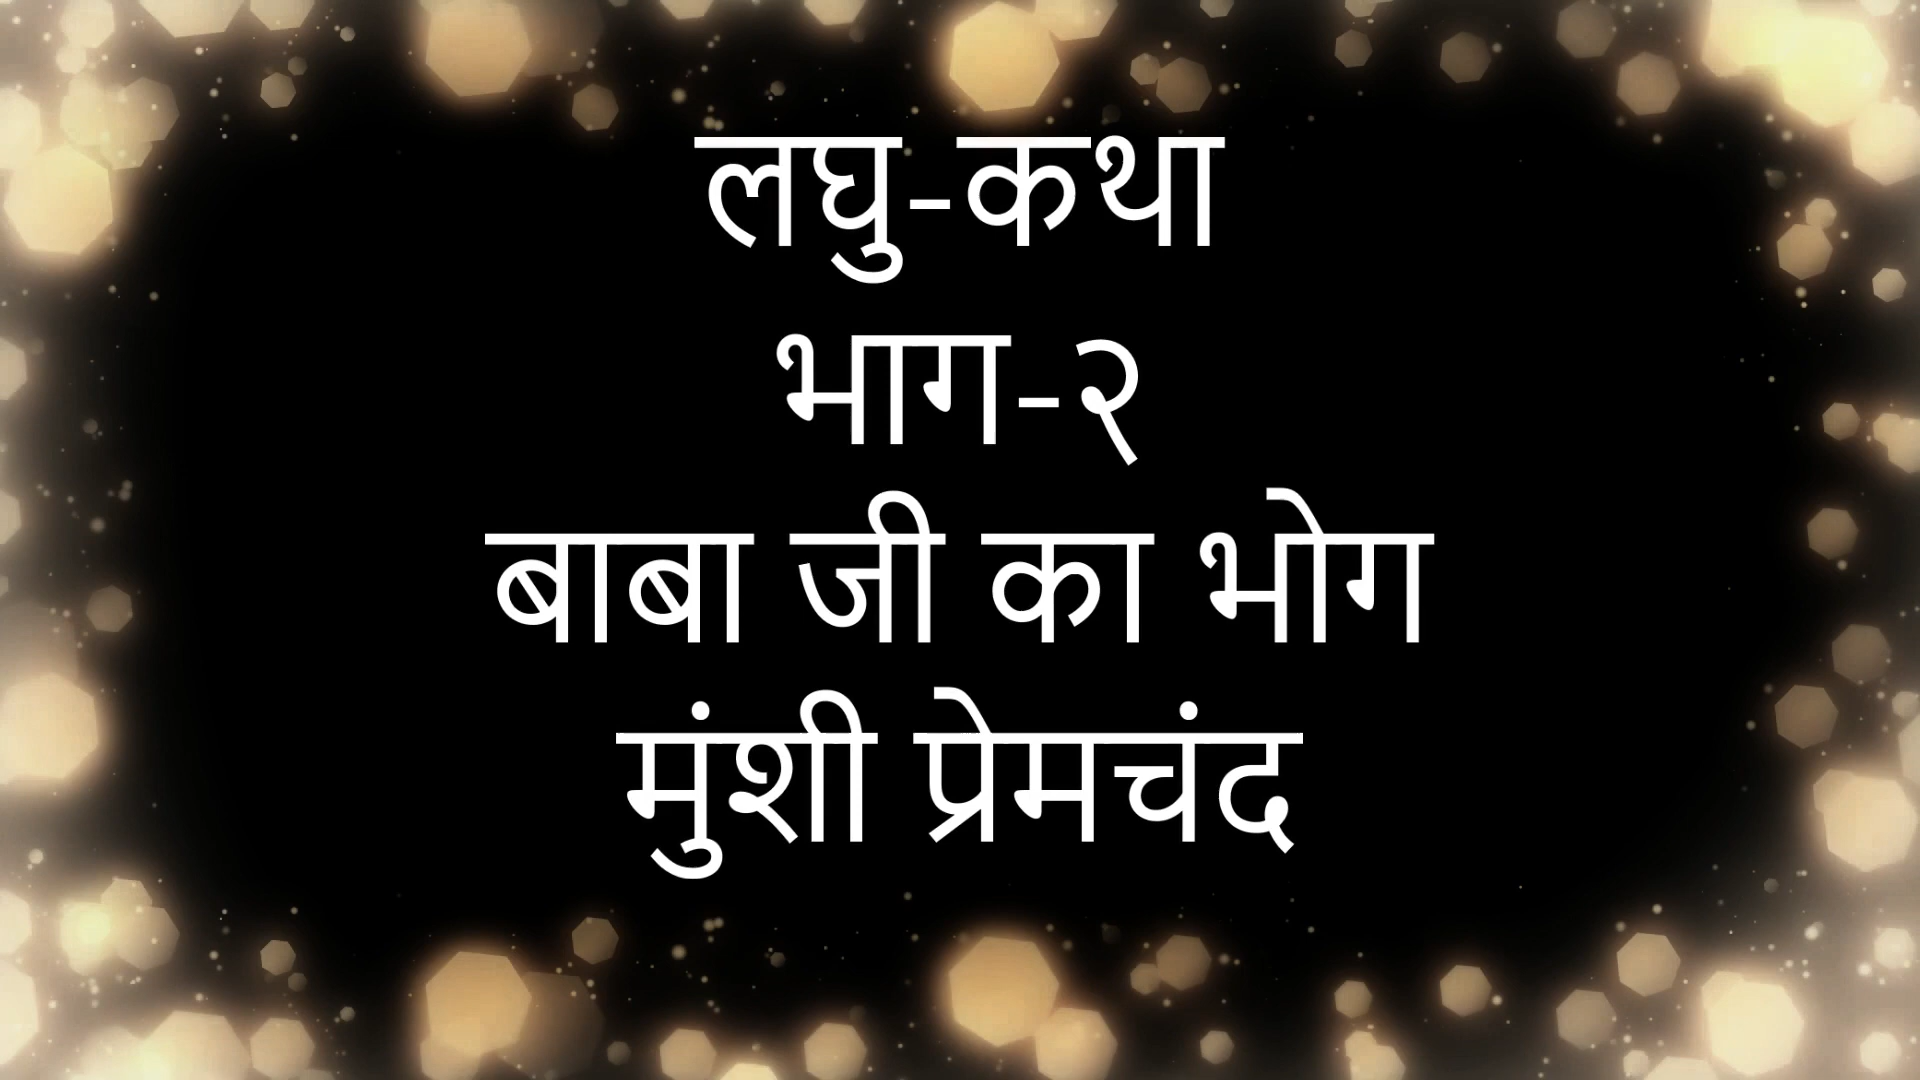 लघु-कथा
भाग-२
बाबा जी का भोग
मुंशी प्रेमचंद